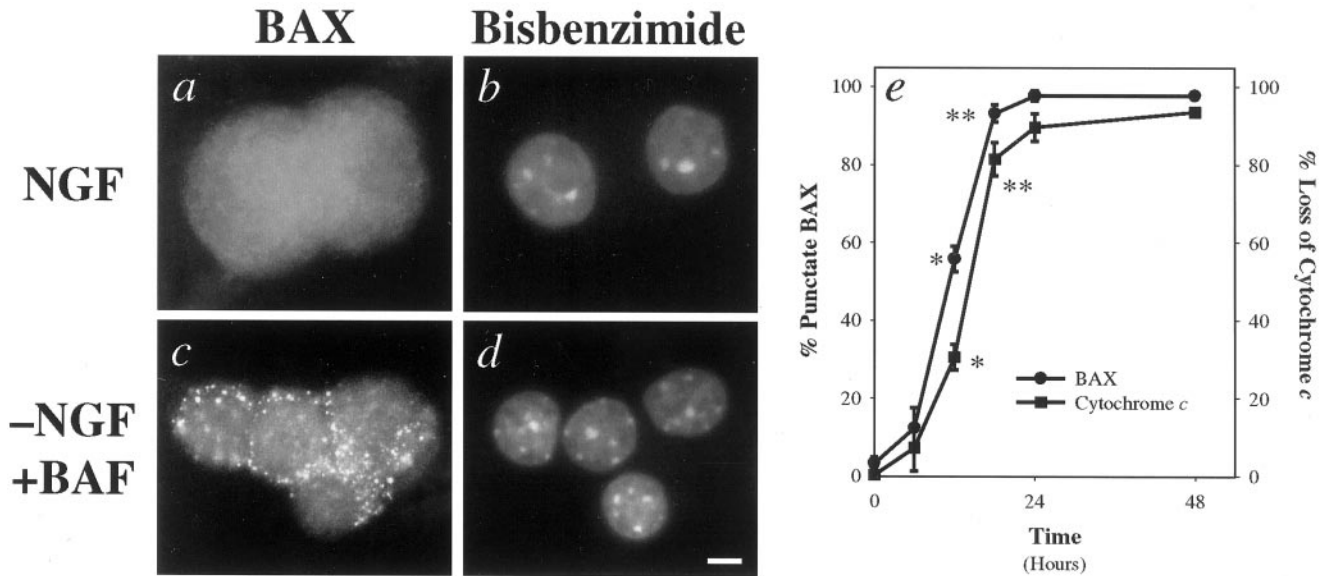 BAX
Bisbenzimide
NGF
–NGF
+BAF
a
b
c
d
e
100
80
60
40
20
0
% Punctate BAX
100
80
60
40
20
0
% Loss of Cytochrome c
**
**
*
*
BAX
Cytochrome c
0
24
48
Time
(Hours)